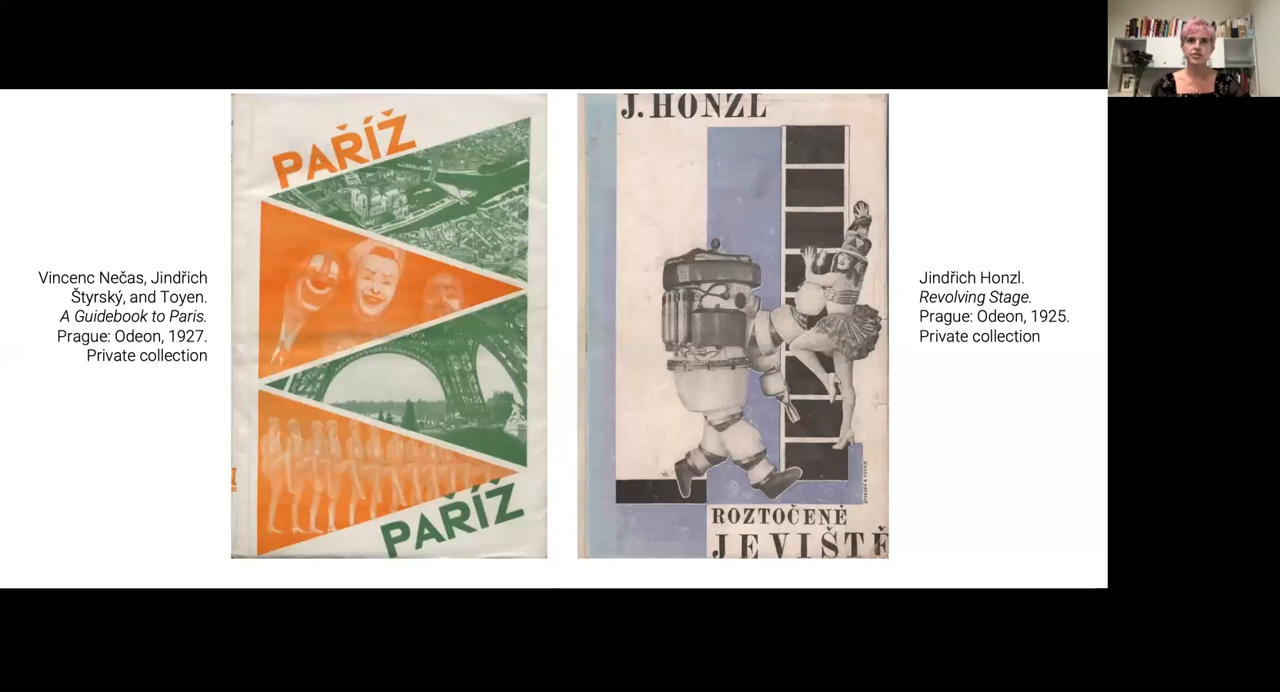 Vincenc Nečas, Jindřich
Štyrský, and Toyen.
A Guidebook to Paris.
Prague: Odeon, 1927.
Private collection
PAŘÍŽ
PAŘÍŽ
J. HONZL
ROZTOČENÉ
JEVIŠTĚ
Jindřich Honzl.
Revolving Stage.
Prague: Odeon, 1925.
Private collection